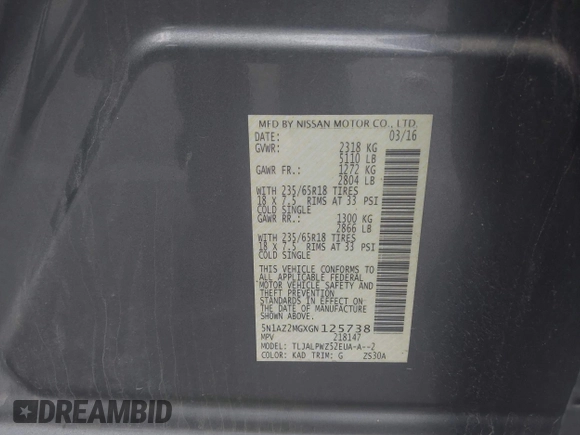 MFD BY NISSAN MOTOR CO., LTD.
DATE: 03/16
GVWR: 2318 KG
5110 LB
GAWR FR.: 1272 KG
2804 LB
WITH 235/65R18 TIRES
18 X 7.5 RIMS AT 33 PSI
COLD SINGLE
GAWR RR.: 1300 KG
2866 LB
WITH 235/65R18 TIRES
18 X 7.5 RIMS AT 33 PSI
COLD SINGLE
THIS VEHICLE CONFORMS TO
ALL APPLICABLE FEDERAL
MOTOR VEHICLE SAFETY
AND THEFT PREVENTION
STANDARDS IN EFFECT ON
THE DATE OF MANUFACTURE
SHOWN ABOVE.
5N1AZ2MGXGN125738
MPV 218147
MODEL: TLJALPWZ52EUA-A--2
COLOR: KAD TRIM: G 2S30A
DREAMBID